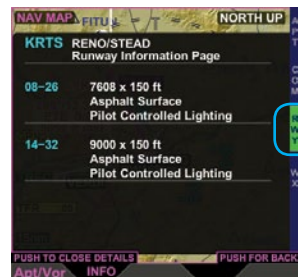 NAV MAP FITU T NORTH UP
KRTS RENO/STEAD
Runway Information Page
08-26 7608 x 150 ft
Asphalt Surface
Pilot Controlled Lighting
14-32 9000 x 150 ft
Asphalt Surface
Pilot Controlled Lighting
C
O
M
R
W
Y
W
X
PUSH TO CLOSE DETAILS PUSH FOR BACK
Apt/Vor INFO